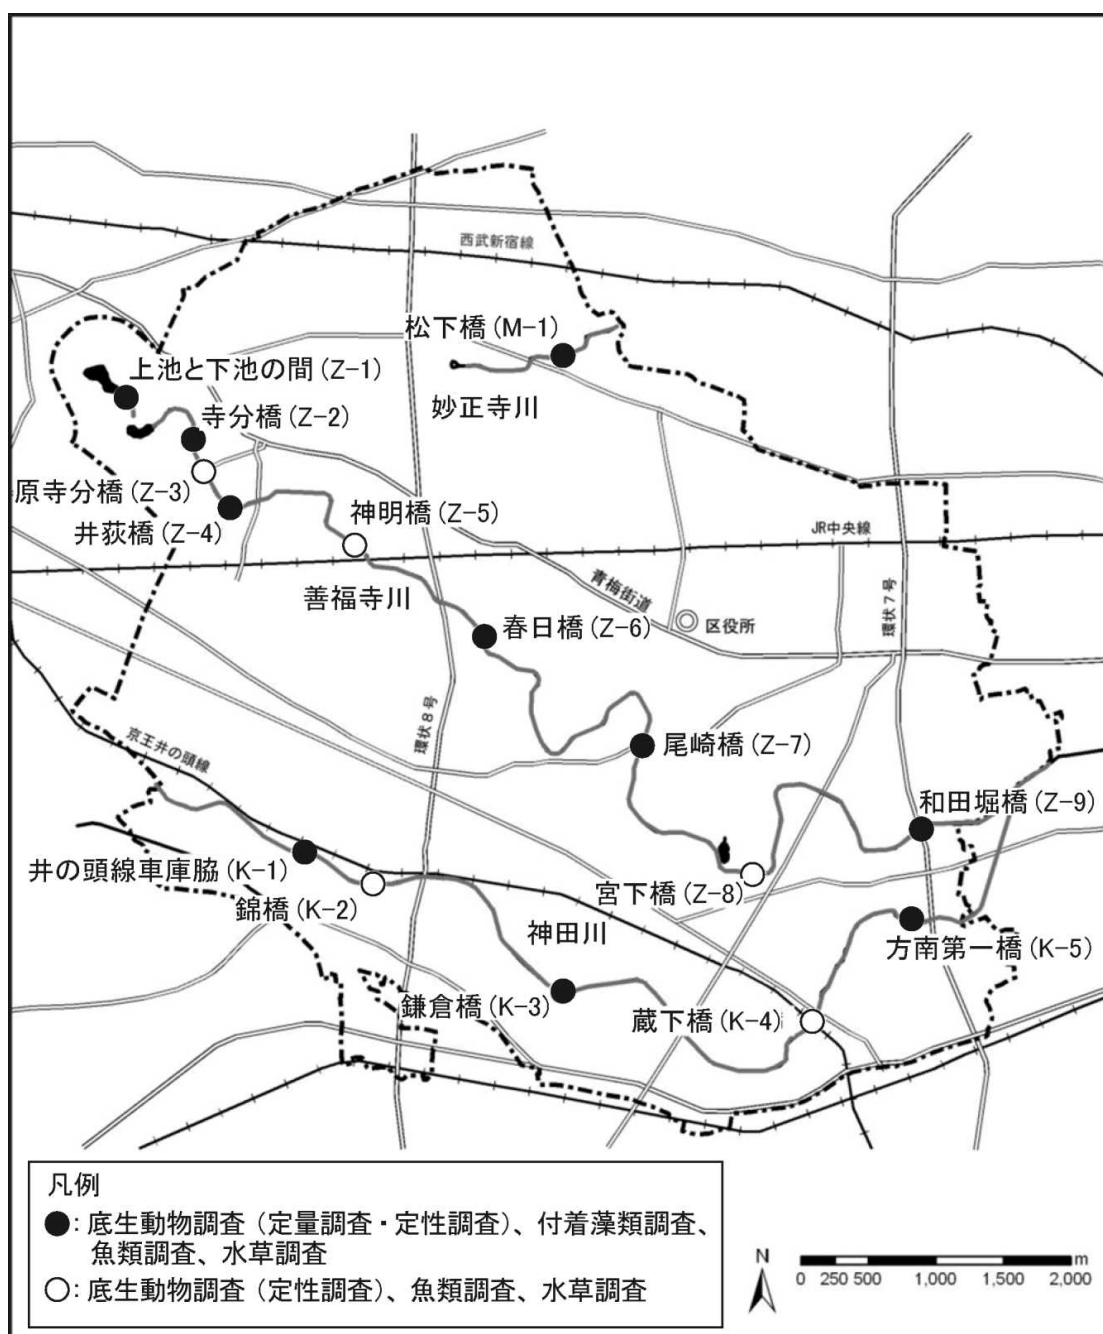 西武新宿線
松下橋(M-1)
上池と下池の間(Z-1)
妙正寺川
寺分橋(Z-2)
原寺分橋(Z-3)
神明橋(Z-5)
井荻橋(Z-4)
JR中央線
善福寺川
青梅街道
環状7号
春日橋(Z-6)
区役所
環状8号
尾崎橋(Z-7)
京王井の頭線
和田堀橋(Z-9)
井の頭線車庫脇(K-1)
宮下橋(Z-8)
錦橋(K-2)
神田川
方南第一橋(K-5)
鎌倉橋(K-3)
蔵下橋(K-4)
凡例
●:底生動物調査(定量調査・定性調査)、付着藻類調査、
魚類調査、水草調査
○:底生動物調査(定性調査)、魚類調査、水草調査
N
m
0 250 500 1,000 1,500 2,000